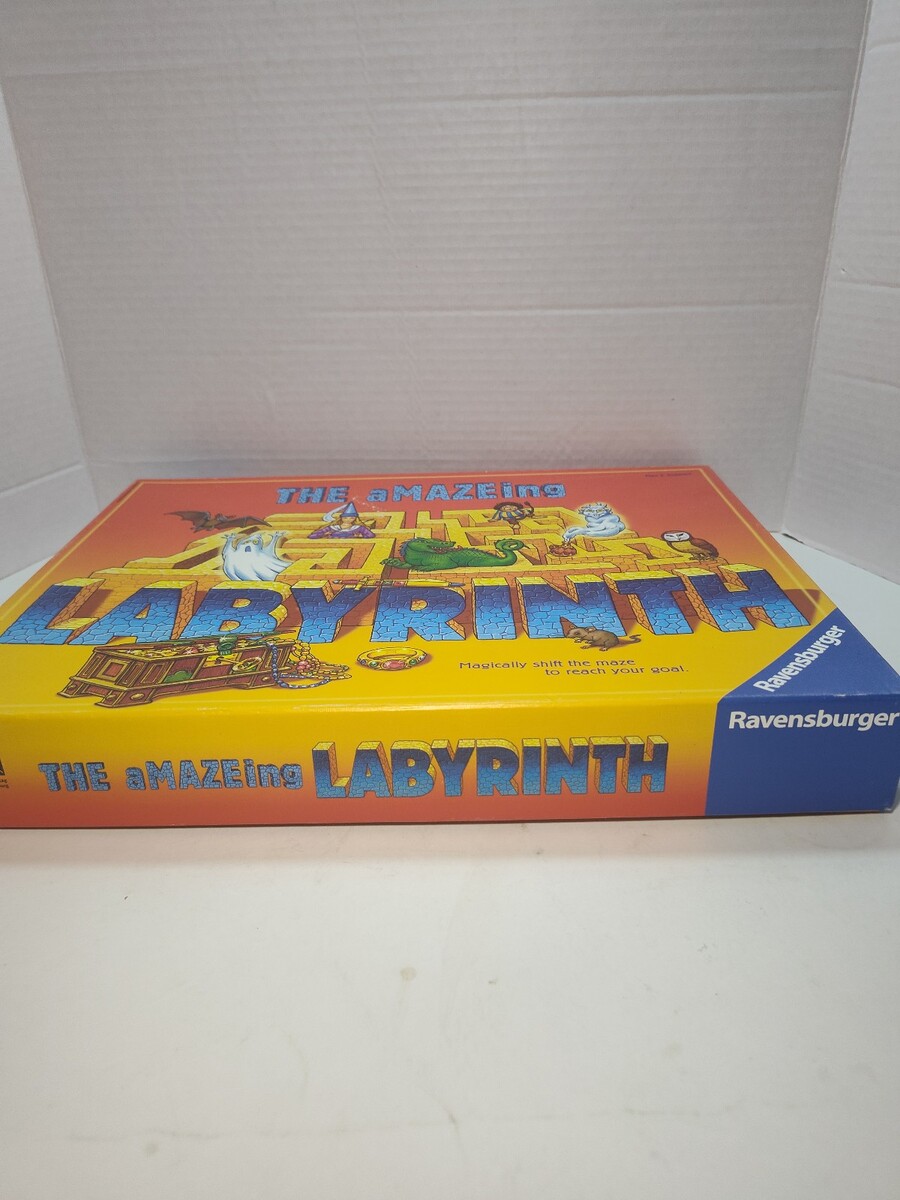 THE aMAZEing
LABYRINTH
Magically shift the maze
to reach your goal.
Ravensburger
THE aMAZEing LABYRINTH
Ravensburger